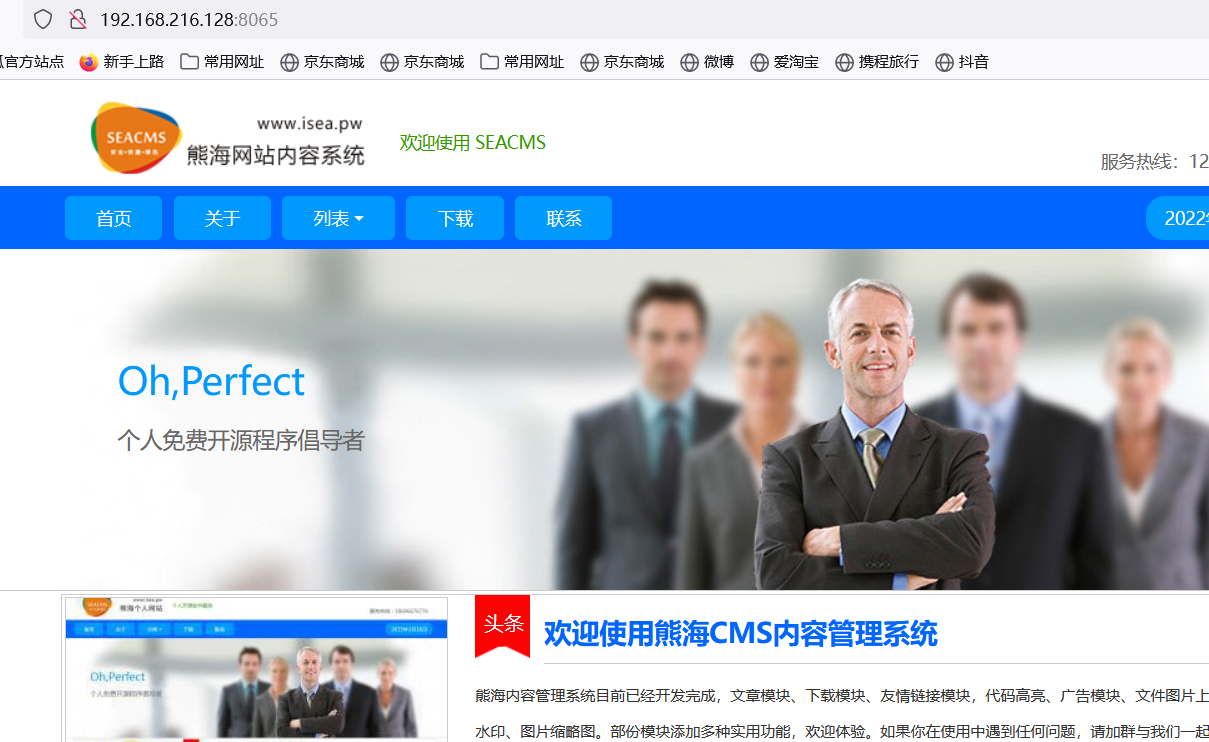 192.168.216.128:8065
官方站点 新手上路 常用网址 京东商城 京东商城 常用网址 京东商城 微博 爱淘宝 携程旅行 抖音
www.isea.pw
SEACMS
熊海网站内容系统
欢迎使用 SEACMS
服务热线：12
首页 关于 列表 下载 联系 2022
Oh,Perfect
个人免费开源程序倡导者
熊海个人网站
Oh,Perfect
头条
欢迎使用熊海CMS内容管理系统
熊海内容管理系统目前已经开发完成，文章模块、下载模块、友情链接模块，代码高亮、广告模块、文件图片上
水印、图片缩略图。部份模块添加多种实用功能，欢迎体验。如果你在使用中遇到任何问题，请加群与我们一起